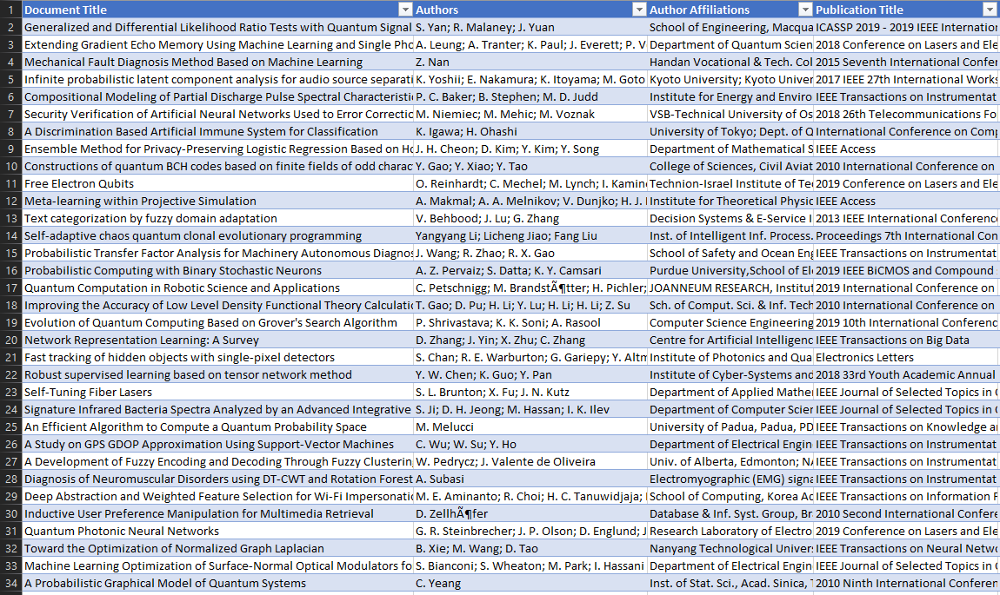 1 Document Title Authors Author Affiliations Publication Title
2 Generalized and Differential Likelihood Ratio Tests with Quantum Signal S. Yan; R. Malaney; J. Yuan School of Engineering, Macqua ICASSP 2019 - 2019 IEEE Internation
3 Extending Gradient Echo Memory Using Machine Learning and Single Pho A. Leung; A. Tranter; K. Paul; J. Everett; P. V Department of Quantum Scien 2018 Conference on Lasers and Ele
4 Mechanical Fault Diagnosis Method Based on Machine Learning Z. Nan Handan Vocational & Tech. Col 2015 Seventh International Confer
5 Infinite probabilistic latent component analysis for audio source separati K. Yoshii; E. Nakamura; K. Itoyama; M. Goto Kyoto University; Kyoto Univer 2017 IEEE 27th International Works
6 Compositional Modeling of Partial Discharge Pulse Spectral Characteristi P. C. Baker; B. Stephen; M. D. Judd Institute for Energy and Enviro IEEE Transactions on Instrumentat
7 Security Verification of Artificial Neural Networks Used to Error Correctio M. Niemiec; M. Mehic; M. Voznak VSB-Technical University of Os 2018 26th Telecommunications Fo
8 A Discrimination Based Artificial Immune System for Classification K. Igawa; H. Ohashi University of Tokyo; Dept. of Q International Conference on Comp
9 Ensemble Method for Privacy-Preserving Logistic Regression Based on Ho J. H. Cheon; D. Kim; Y. Kim; Y. Song Department of Mathematical S IEEE Access
10 Constructions of quantum BCH codes based on finite fields of odd charac Y. Gao; Y. Xiao; Y. Tao College of Sciences, Civil Aviat 2010 International Conference on
11 Free Electron Qubits O. Reinhardt; C. Mechel; M. Lynch; I. Kamin Technion-Israel Institute of Tec 2019 Conference on Lasers and Ele
12 Meta-learning within Projective Simulation A. Makmal; A. A. Melnikov; V. Dunjko; H. J. Institute for Theoretical Physic IEEE Access
13 Text categorization by fuzzy domain adaptation V. Behbood; J. Lu; G. Zhang Decision Systems & E-Service I 2013 IEEE International Conference
14 Self-adaptive chaos quantum clonal evolutionary programming Yangyang Li; Licheng Jiao; Fang Liu Inst. of Intelligent Inf. Process. Proceedings 7th International Con
15 Probabilistic Transfer Factor Analysis for Machinery Autonomous Diagnos J. Wang; R. Zhao; R. X. Gao School of Safety and Ocean Eng IEEE Transactions on Instrumentat
16 Probabilistic Computing with Binary Stochastic Neurons A. Z. Pervaiz; S. Datta; K. Y. Camsari Purdue University,School of Ele 2019 IEEE BiCMOS and Compound
17 Quantum Computation in Robotic Science and Applications C. Petschnigg; M. BrandstÃ¶tter; H. Pichler; JOANNEUM RESEARCH, Institut 2019 International Conference on
18 Improving the Accuracy of Low Level Density Functional Theory Calculatio T. Gao; D. Pu; H. Li; Y. Lu; H. Li; H. Li; Z. Su Sch. of Comput. Sci. & Inf. Tech 2010 International Conference on
19 Evolution of Quantum Computing Based on Grover's Search Algorithm P. Shrivastava; K. K. Soni; A. Rasool Computer Science Engineering 2019 10th International Conferenc
20 Network Representation Learning: A Survey D. Zhang; J. Yin; X. Zhu; C. Zhang Centre for Artificial Intelligenc IEEE Transactions on Big Data
21 Fast tracking of hidden objects with single-pixel detectors S. Chan; R. E. Warburton; G. Gariepy; Y. Altm Institute of Photonics and Qua Electronics Letters
22 Robust supervised learning based on tensor network method Y. W. Chen; K. Guo; Y. Pan Institute of Cyber-Systems and 2018 33rd Youth Academic Annual
23 Self-Tuning Fiber Lasers S. L. Brunton; X. Fu; J. N. Kutz Department of Applied Mather IEEE Journal of Selected Topics in
24 Signature Infrared Bacteria Spectra Analyzed by an Advanced Integrative S. Ji; D. H. Jeong; M. Hassan; I. K. Ilev Department of Computer Scier IEEE Journal of Selected Topics in
25 An Efficient Algorithm to Compute a Quantum Probability Space M. Melucci University of Padua, Padua, PD IEEE Transactions on Knowledge a
26 A Study on GPS GDOP Approximation Using Support-Vector Machines C. Wu; W. Su; Y. Ho Department of Electrical Engin IEEE Transactions on Instrumentat
27 A Development of Fuzzy Encoding and Decoding Through Fuzzy Clusterin W. Pedrycz; J. Valente de Oliveira Univ. of Alberta, Edmonton; NA IEEE Transactions on Instrumentat
28 Diagnosis of Neuromuscular Disorders using DT-CWT and Rotation Forest A. Subasi Electromyographic (EMG) signa IEEE Transactions on Instrumentat
29 Deep Abstraction and Weighted Feature Selection for Wi-Fi Impersonatio M. E. Aminanto; R. Choi; H. C. Tanuwidjaja; School of Computing, Korea Ad IEEE Transactions on Information F
30 Inductive User Preference Manipulation for Multimedia Retrieval D. ZellhÃ¶fer Database & Inf. Syst. Group, Br 2010 Second International Confere
31 Quantum Photonic Neural Networks G. R. Steinbrecher; J. P. Olson; D. Englund; J Research Laboratory of Electro 2019 Conference on Lasers and Ele
32 Toward the Optimization of Normalized Graph Laplacian B. Xie; M. Wang; D. Tao Nanyang Technological Univers IEEE Transactions on Neural Netw
33 Machine Learning Optimization of Surface-Normal Optical Modulators fo S. Bianconi; S. Wheaton; M. Park; I. Hassani Department of Electrical Engin IEEE Journal of Selected Topics in
34 A Probabilistic Graphical Model of Quantum Systems C. Yeang Inst. of Stat. Sci., Acad. Sinica, 2010 Ninth International Conferen